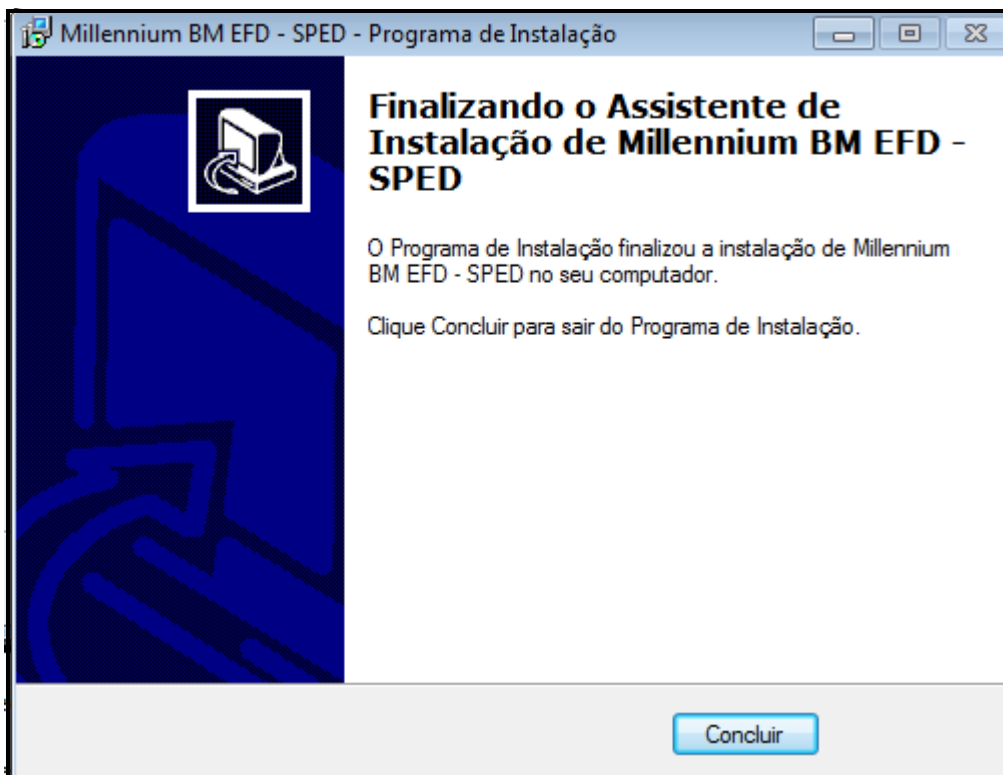 Millennium BM EFD - SPED - Programa de Instalação
Finalizando o Assistente de
Instalação de Millennium BM EFD -
SPED
O Programa de Instalação finalizou a instalação de Millennium
BM EFD - SPED no seu computador.
Clique Concluir para sair do Programa de Instalação.
Concluir